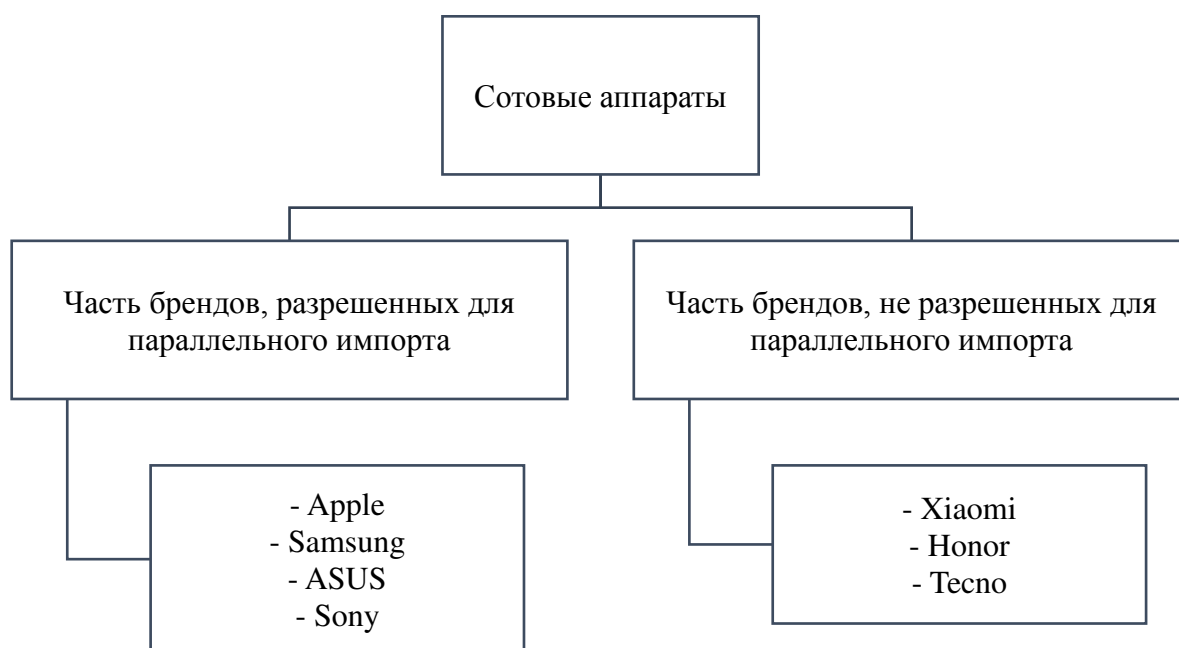 Сотовые аппараты
Часть брендов, разрешенных для
параллельного импорта
Часть брендов, не разрешенных для
параллельного импорта
- Apple
- Samsung
- ASUS
- Sony
- Xiaomi
- Honor
- Tecno